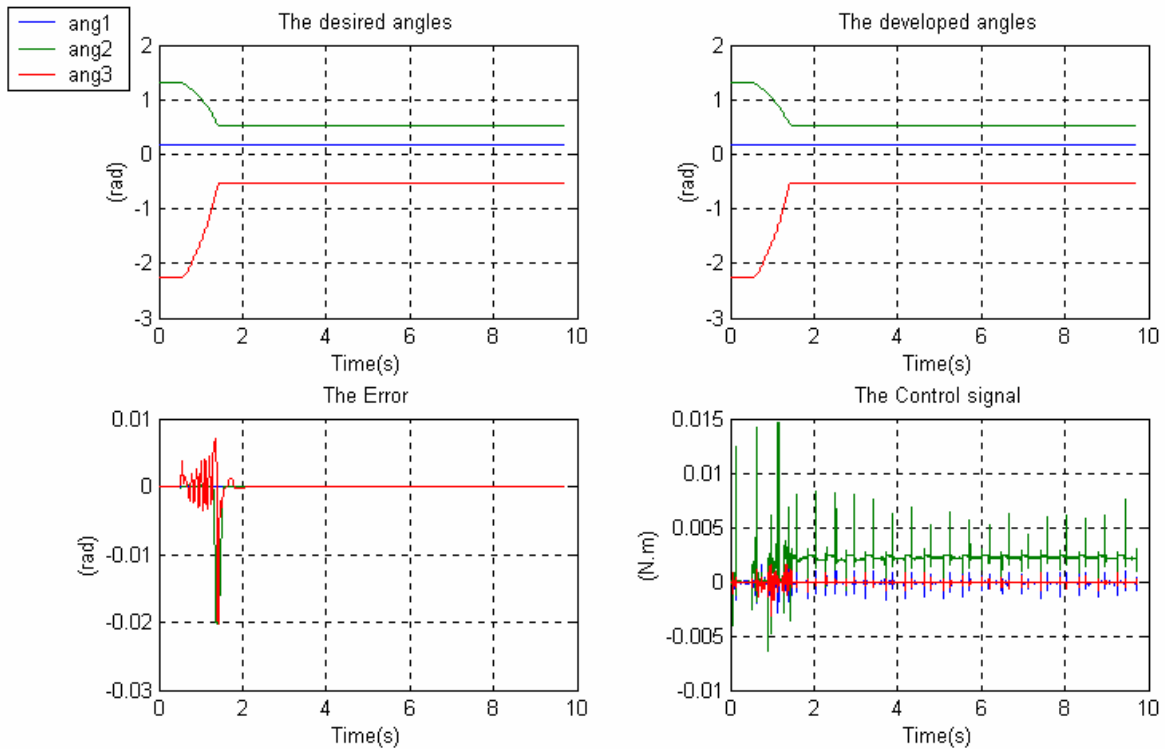 ang1
ang2
ang3
The desired angles
2
1
0
-1
-2
-3
(rad)
0 2 4 6 8 10
Time(s)
The developed angles
2
1
0
-1
-2
-3
(rad)
0 2 4 6 8 10
Time(s)
The Error
0.01
0
-0.01
-0.02
-0.03
(rad)
0 2 4 6 8 10
Time(s)
The Control signal
0.015
0.01
0.005
0
-0.005
-0.01
(N.m)
0 2 4 6 8 10
Time(s)